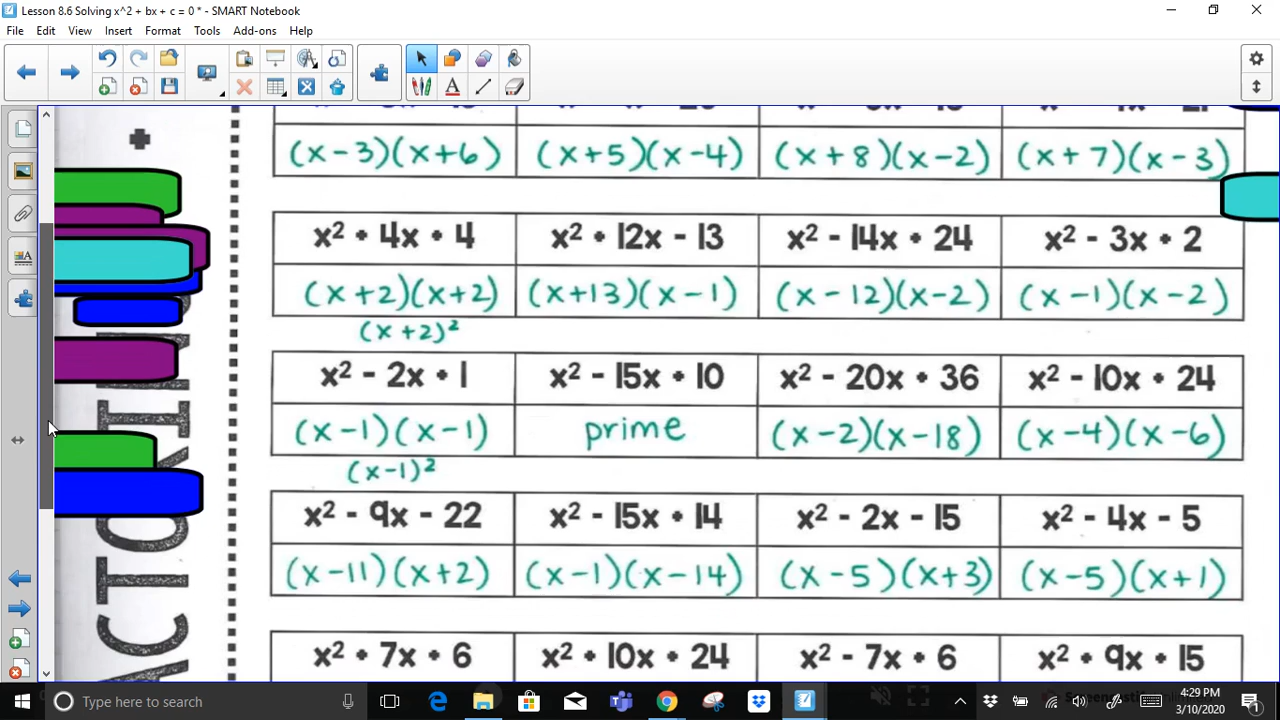 Lesson 8.6 Solving x^2 + bx + c = 0 * - SMART Notebook
File Edit View Insert Format Tools Add-ons Help
(x-3)(x+6) (x+5)(x-4) (x+8)(x-2) (x+7)(x-3)
x² + 4x + 4 x² + 12x - 13 x² - 14x + 24 x² - 3x + 2
(x+2)(x+2) (x+13)(x-1) (x-12)(x-2) (x-1)(x-2)
(x+2)²
x² - 2x + 1 x² - 15x + 10 x² - 20x + 36 x² - 10x + 24
(x-1)(x-1) prime (x-2)(x-18) (x-4)(x-6)
(x-1)²
x² - 9x - 22 x² - 15x + 14 x² - 2x - 15 x² - 4x - 5
(x-11)(x+2) (x-1)(x-14) (x-5)(x+3) (x-5)(x+1)
x² + 7x + 6 x² + 10x + 24 x² - 7x + 6 x² + 9x + 15
Type here to search
4:29 PM
3/10/2020